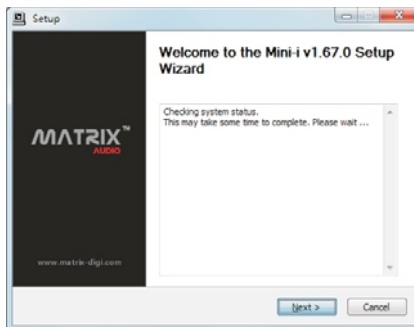 Setup
Welcome to the Mini-i v1.67.0 Setup
Wizard
Checking system status.
This may take some time to complete. Please wait ...
MATRIX™
AUDIO
www.matrix-digi.com
Next >
Cancel